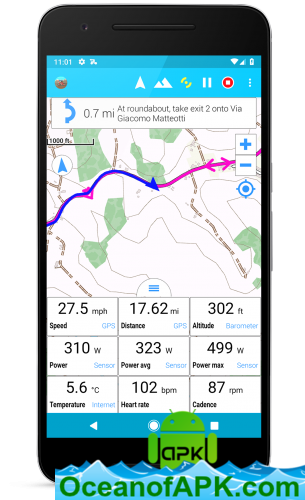 11:01
0.7 mi
At roundabout, take exit 2 onto Via
Giacomo Matteotti
1000 ft
27.5 mph
Speed GPS
17.62 mi
Distance GPS
302 ft
Altitude Barometer
310 W
Power Sensor
323 W
Power avg Sensor
499 W
Power max Sensor
5.6 °C
Temperature Internet
102 bpm
Heart rate
87 rpm
Cadence
apk
OceanofAPK.com